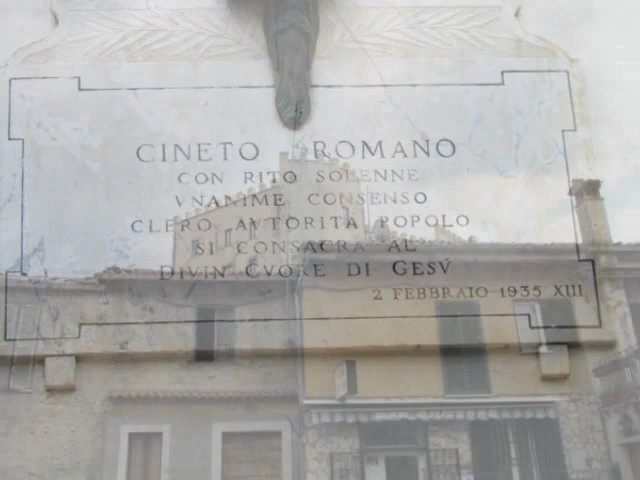 CINETO ROMANO
CON RITO SOLENNE
VNANIME CONSENSO
CLERO AVTORITA POPOLO
SI CONSACRA AL
DIVIN CVORE DI GESV́
2 FEBBRAIO 1935 XIII